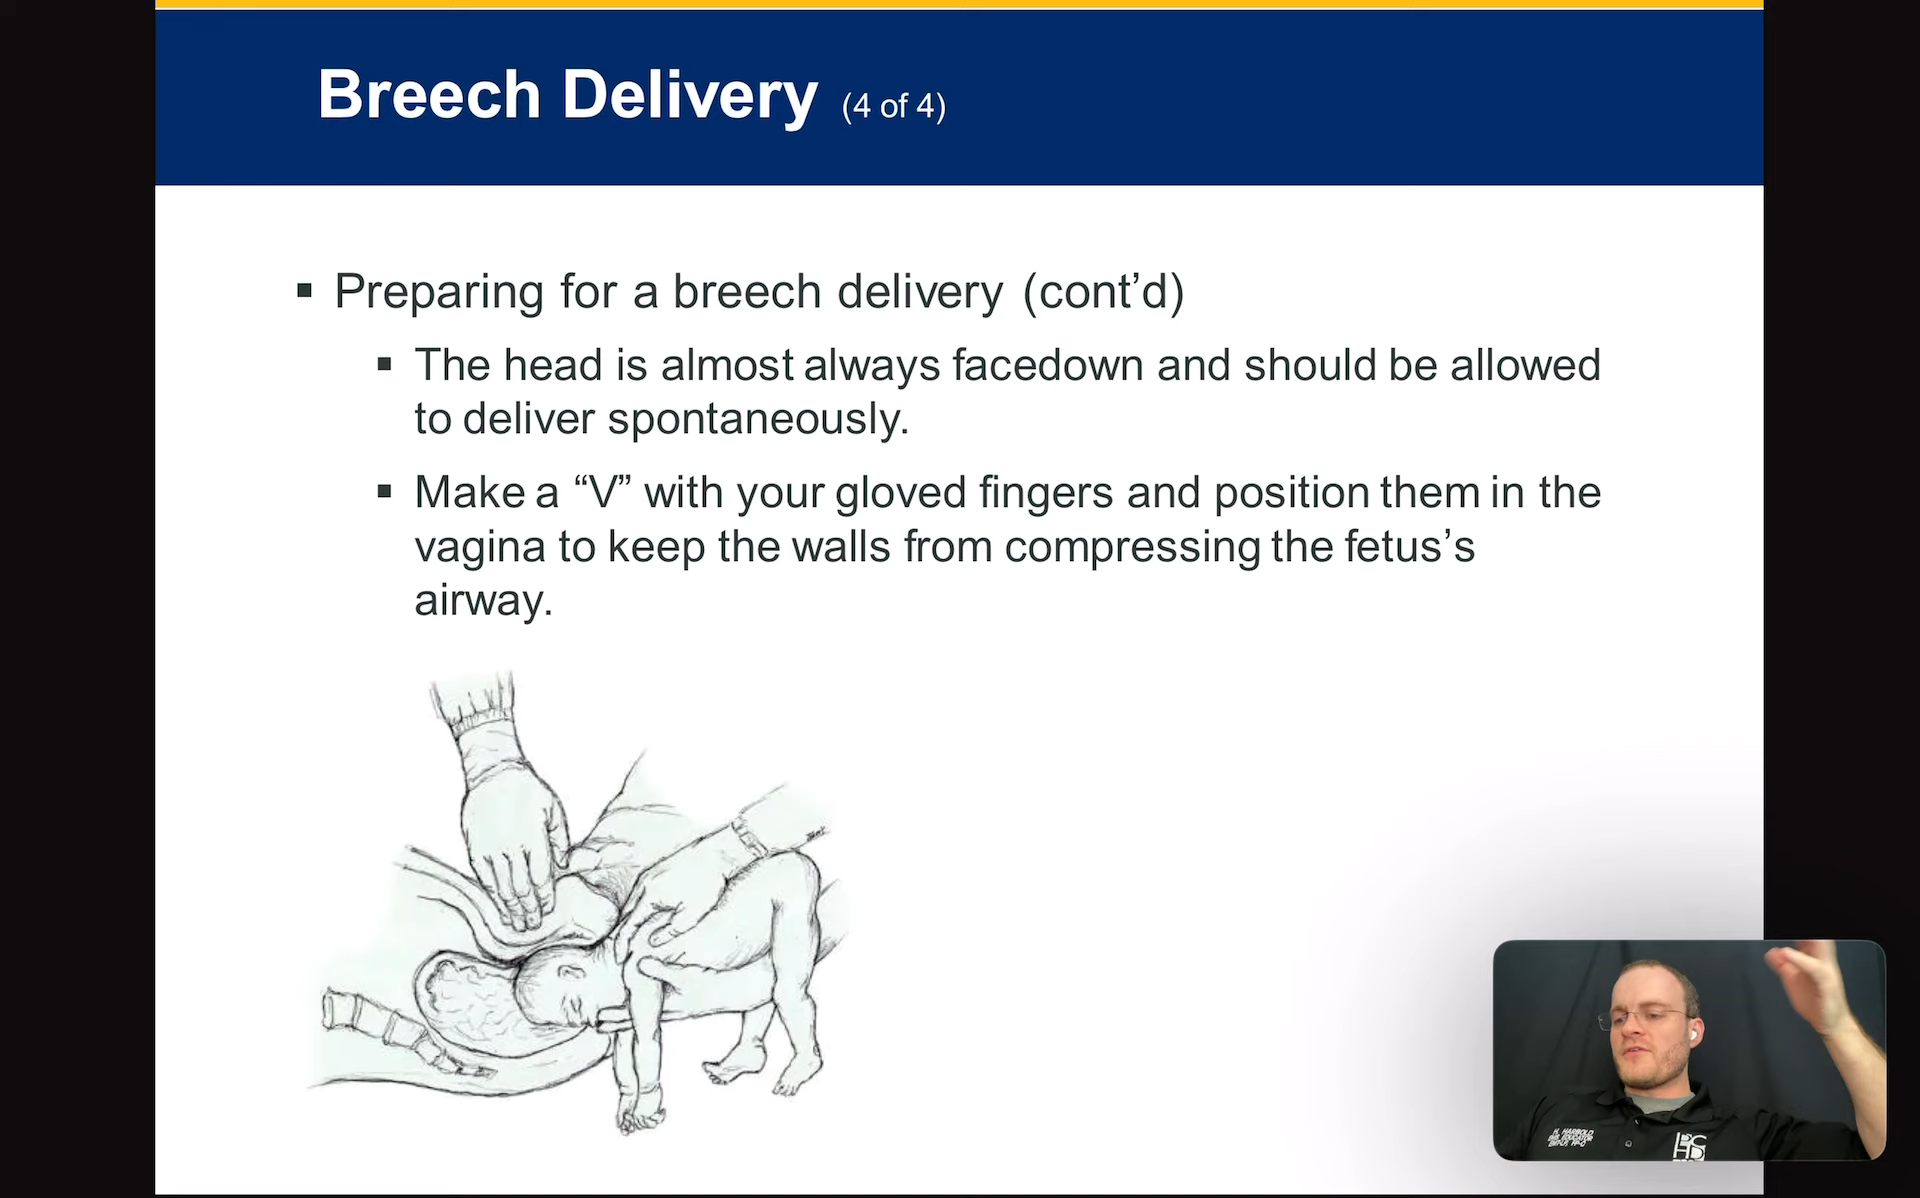 Breech Delivery (4 of 4)
▪ Preparing for a breech delivery (cont’d)
▪ The head is almost always facedown and should be allowed
to deliver spontaneously.
▪ Make a “V” with your gloved fingers and position them in the
vagina to keep the walls from compressing the fetus’s
airway.
H. HARBOLD